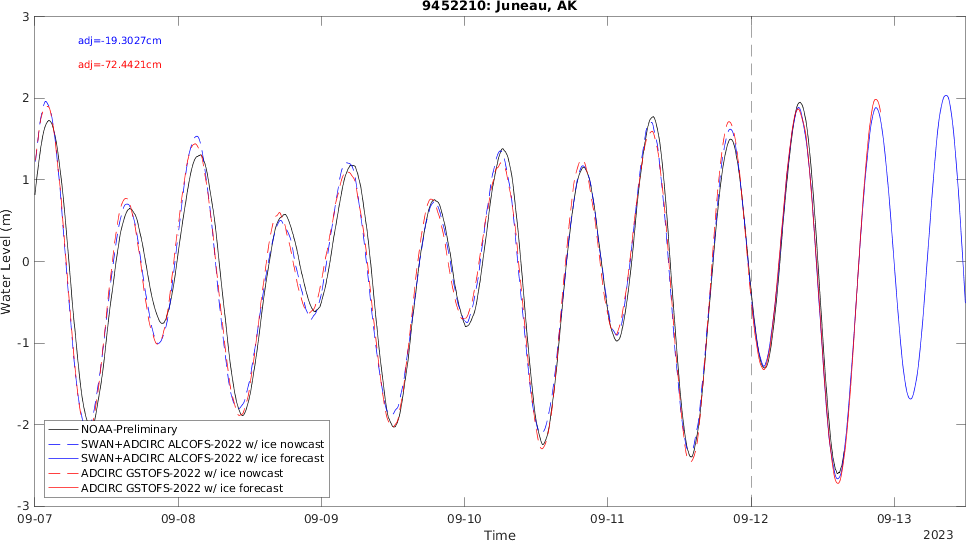 9452210: Juneau, AK
adj=-19.3027cm
adj=-72.4421cm
3
2
1
0
-1
-2
-3
Water Level (m)
NOAA-Preliminary
SWAN+ADCIRC ALCOFS-2022 w/ ice nowcast
SWAN+ADCIRC ALCOFS-2022 w/ ice forecast
ADCIRC GSTOFS-2022 w/ ice nowcast
ADCIRC GSTOFS-2022 w/ ice forecast
09-07 09-08 09-09 09-10 09-11 09-12 09-13
Time
2023